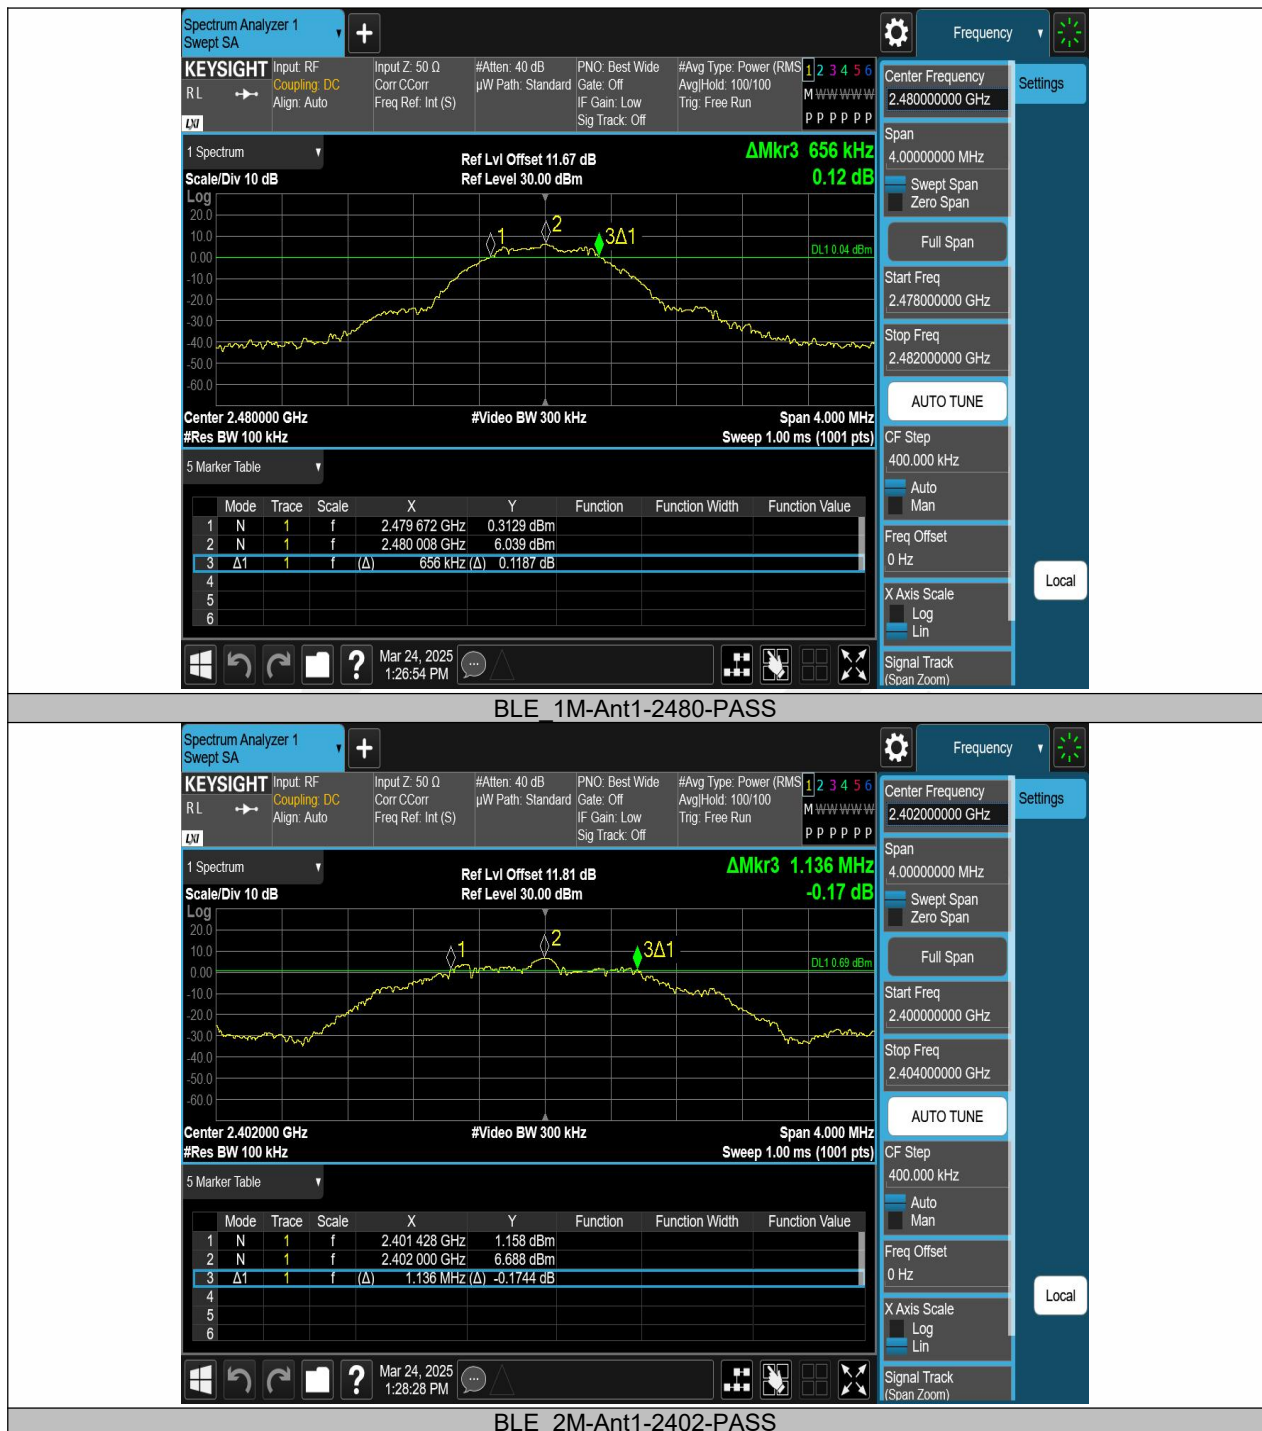 Spectrum Analyzer 1
Swept SA
Frequency
KEYSIGHT
Input: RF
Input Z: 50 Ω
#Atten: 40 dB
PNO: Best Wide
#Avg Type: Power (RMS
1 2 3 4 5 6
R L
Coupling: DC
Corr CCorr
µW Path: Standard
Gate: Off
Avg|Hold: 100/100
M W W W W W
Align: Auto
Freq Ref: Int (S)
IF Gain: Low
Trig: Free Run
Sig Track: Off
P P P P P P
LXI
1 Spectrum
Ref Lvl Offset 11.67 dB
ΔMkr3 656 kHz
Scale/Div 10 dB
Ref Level 30.00 dBm
0.12 dB
Log
20.0
10.0
0.00
-10.0
-20.0
-30.0
-40.0
-50.0
-60.0
1
2
3Δ1
DL1 0.04 dBm
Center 2.480000 GHz
#Video BW 300 kHz
Span 4.000 MHz
#Res BW 100 kHz
Sweep 1.00 ms (1001 pts)
5 Marker Table
Mode Trace Scale X Y Function Function Width Function Value
1 N 1 f 2.479 672 GHz 0.3129 dBm
2 N 1 f 2.480 008 GHz 6.039 dBm
3 Δ1 1 f (Δ) 656 kHz (Δ) 0.1187 dB
4
5
6
Mar 24, 2025
1:26:54 PM
Center Frequency
2.480000000 GHz
Settings
Span
4.00000000 MHz
Swept Span
Zero Span
Full Span
Start Freq
2.478000000 GHz
Stop Freq
2.482000000 GHz
AUTO TUNE
CF Step
400.000 kHz
Auto
Man
Freq Offset
0 Hz
Local
X Axis Scale
Log
Lin
Signal Track
(Span Zoom)
BLE_1M-Ant1-2480-PASS
Spectrum Analyzer 1
Swept SA
Frequency
KEYSIGHT
Input: RF
Input Z: 50 Ω
#Atten: 40 dB
PNO: Best Wide
#Avg Type: Power (RMS
1 2 3 4 5 6
R L
Coupling: DC
Corr CCorr
µW Path: Standard
Gate: Off
Avg|Hold: 100/100
M W W W W W
Align: Auto
Freq Ref: Int (S)
IF Gain: Low
Trig: Free Run
Sig Track: Off
P P P P P P
LXI
1 Spectrum
Ref Lvl Offset 11.81 dB
ΔMkr3 1.136 MHz
Scale/Div 10 dB
Ref Level 30.00 dBm
-0.17 dB
Log
20.0
10.0
0.00
-10.0
-20.0
-30.0
-40.0
-50.0
-60.0
1
2
3Δ1
DL1 0.69 dBm
Center 2.402000 GHz
#Video BW 300 kHz
Span 4.000 MHz
#Res BW 100 kHz
Sweep 1.00 ms (1001 pts)
5 Marker Table
Mode Trace Scale X Y Function Function Width Function Value
1 N 1 f 2.401 428 GHz 1.158 dBm
2 N 1 f 2.402 000 GHz 6.688 dBm
3 Δ1 1 f (Δ) 1.136 MHz (Δ) -0.1744 dB
4
5
6
Mar 24, 2025
1:28:28 PM
Center Frequency
2.402000000 GHz
Settings
Span
4.00000000 MHz
Swept Span
Zero Span
Full Span
Start Freq
2.400000000 GHz
Stop Freq
2.404000000 GHz
AUTO TUNE
CF Step
400.000 kHz
Auto
Man
Freq Offset
0 Hz
Local
X Axis Scale
Log
Lin
Signal Track
(Span Zoom)
BLE_2M-Ant1-2402-PASS